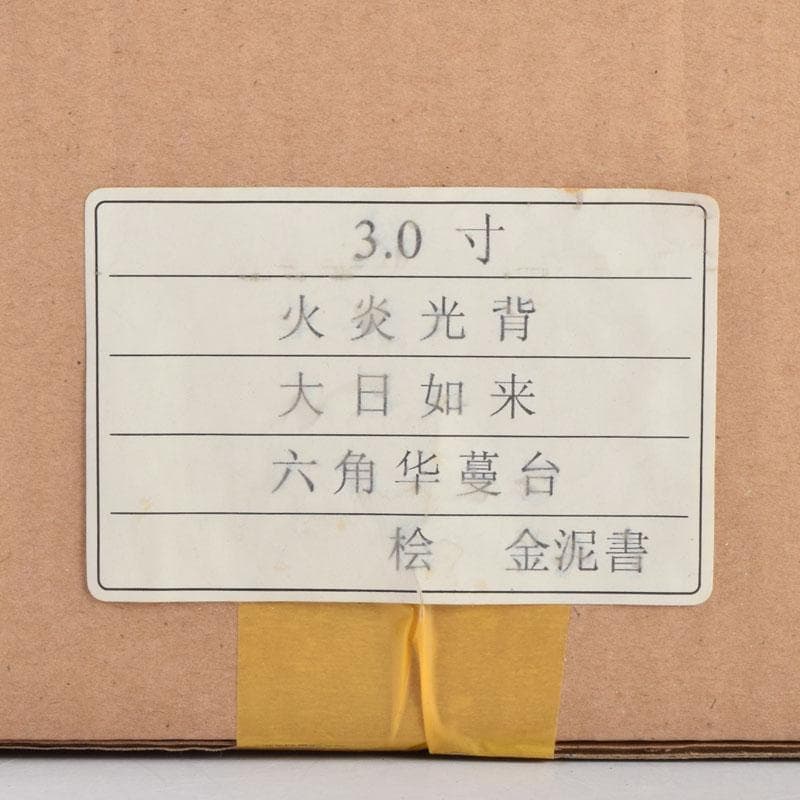 3.0 寸
火炎光背
大日如来
六角华蔓台
桧 金泥書